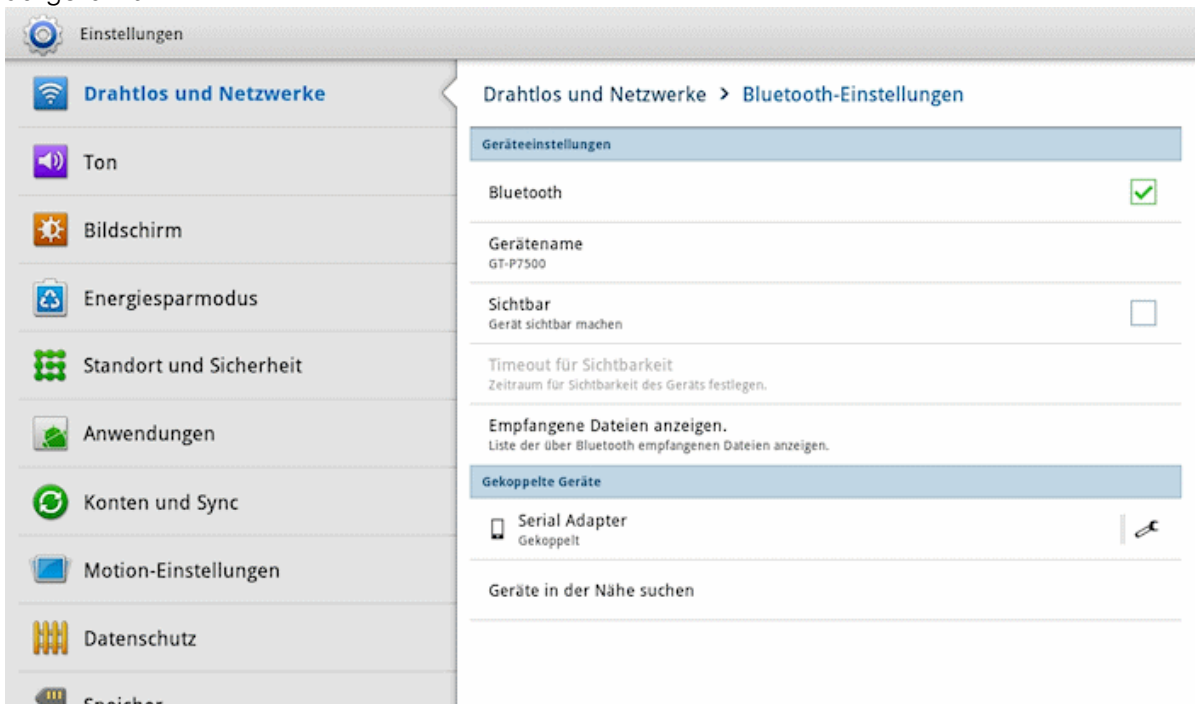 Einstellungen
Drahtlos und Netzwerke
Ton
Bildschirm
Energiesparmodus
Standort und Sicherheit
Anwendungen
Konten und Sync
Motion-Einstellungen
Datenschutz
Speicher
Drahtlos und Netzwerke > Bluetooth-Einstellungen
Geräteeinstellungen
Bluetooth
Gerätename
GT-P7500
Sichtbar
Gerät sichtbar machen
Timeout für Sichtbarkeit
Zeitraum für Sichtbarkeit des Geräts festlegen.
Empfangene Dateien anzeigen.
Liste der über Bluetooth empfangenen Dateien anzeigen.
Gekoppelte Geräte
Serial Adapter
Gekoppelt
Geräte in der Nähe suchen